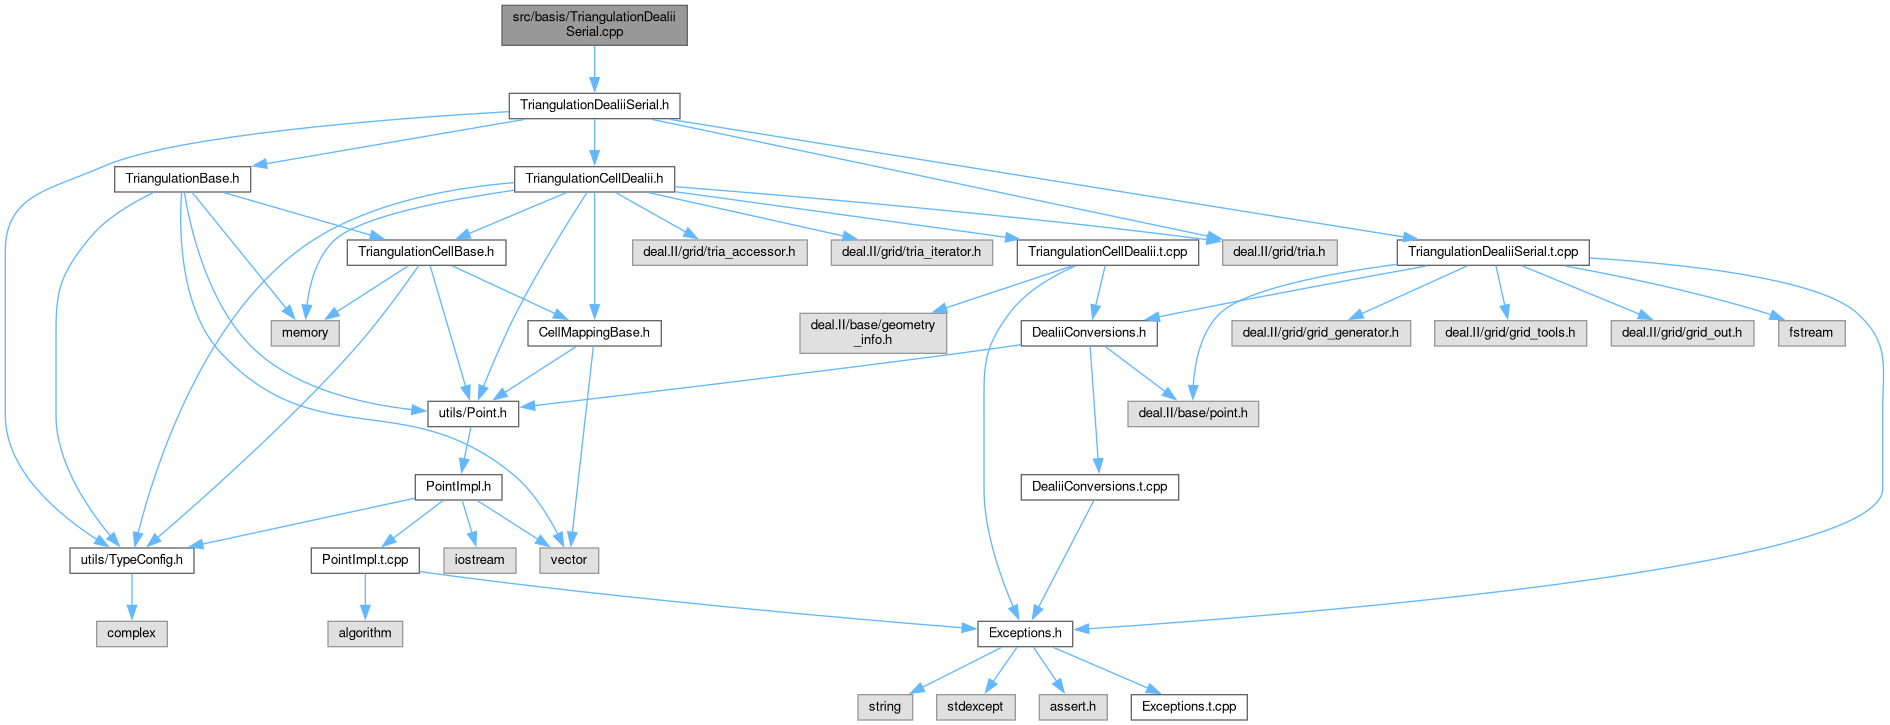 src/basis/TriangulationDealii
Serial.cpp
TriangulationDealiiSerial.h
TriangulationBase.h
TriangulationCellDealii.h
TriangulationCellBase.h
deal.II/grid/tria_accessor.h
deal.II/grid/tria_iterator.h
TriangulationCellDealii.t.cpp
deal.II/grid/tria.h
TriangulationDealiiSerial.t.cpp
memory
CellMappingBase.h
deal.II/base/geometry
_info.h
DealiiConversions.h
deal.II/grid/grid_generator.h
deal.II/grid/grid_tools.h
deal.II/grid/grid_out.h
fstream
utils/Point.h
deal.II/base/point.h
PointImpl.h
DealiiConversions.t.cpp
utils/TypeConfig.h
PointImpl.t.cpp
iostream
vector
complex
algorithm
Exceptions.h
string
stdexcept
assert.h
Exceptions.t.cpp